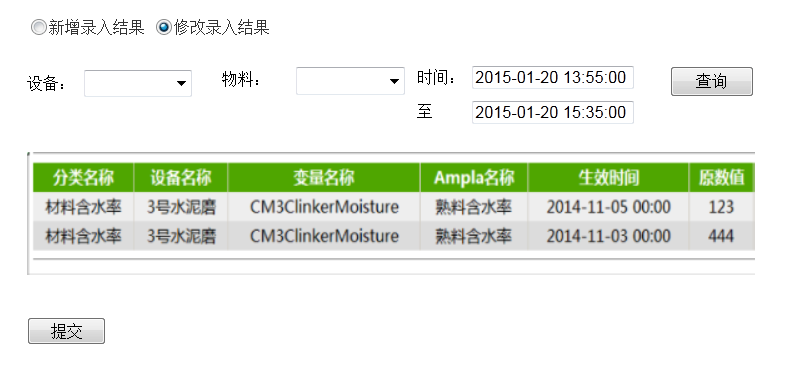 新增录入结果 修改录入结果
设备： 物料： 时间： 2015-01-20 13:55:00 查询
至 2015-01-20 15:35:00
分类名称 设备名称 变量名称 Ampla名称 生效时间 原数值
材料含水率 3号水泥磨 CM3ClinkerMoisture 熟料含水率 2014-11-05 00:00 123
材料含水率 3号水泥磨 CM3ClinkerMoisture 熟料含水率 2014-11-03 00:00 444
提交